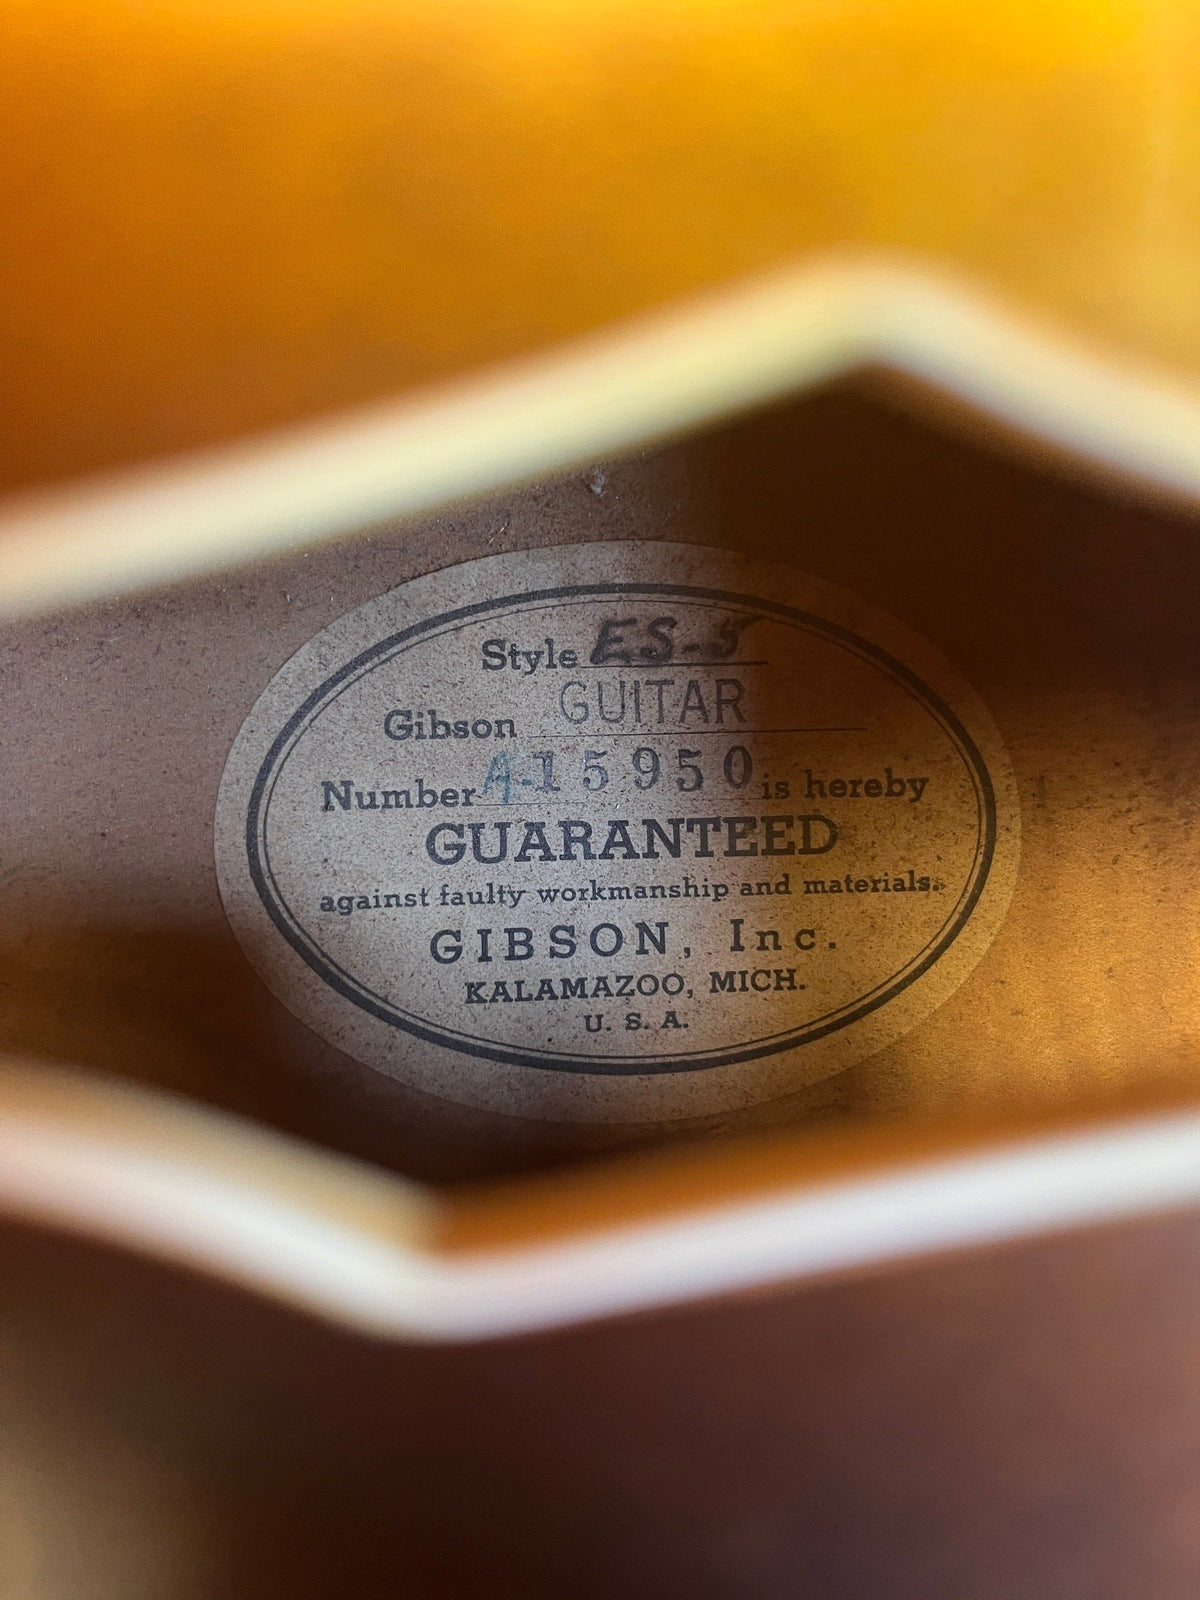 Style ES-5
Gibson GUITAR
Number A-15950 is hereby
GUARANTEED
against faulty workmanship and materials.
GIBSON, Inc.
KALAMAZOO, MICH.
U. S. A.